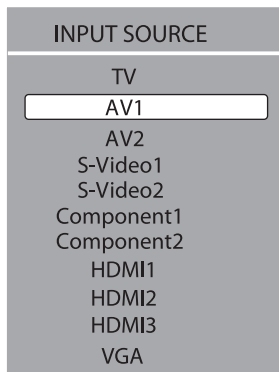 INPUT SOURCE
TV
AV1
AV2
S-Video1
S-Video2
Component1
Component2
HDMI1
HDMI2
HDMI3
VGA